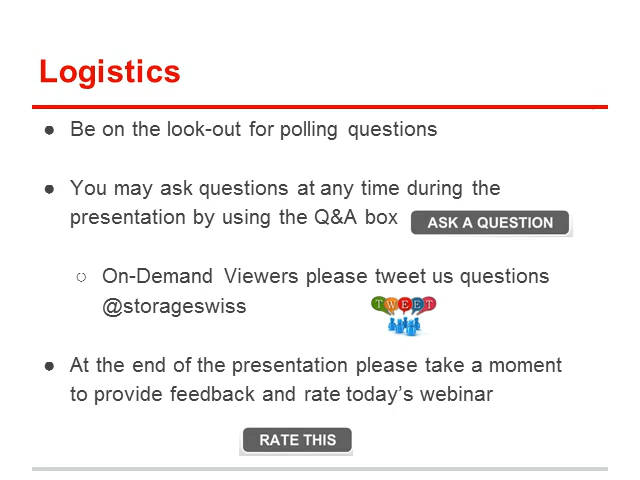 Logistics
● Be on the look-out for polling questions
● You may ask questions at any time during the
presentation by using the Q&A box ASK A QUESTION
○ On-Demand Viewers please tweet us questions
@storageswiss TWEET
● At the end of the presentation please take a moment
to provide feedback and rate today’s webinar
RATE THIS